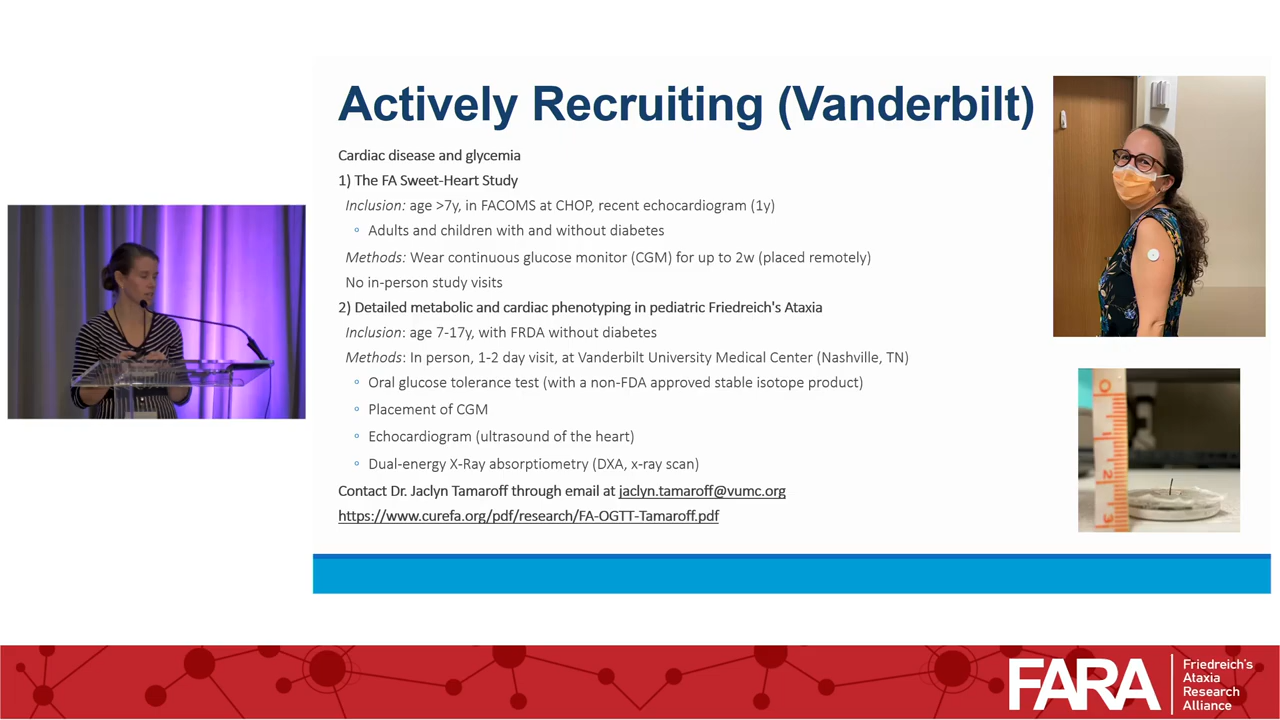 Actively Recruiting (Vanderbilt)
Cardiac disease and glycemia
1) The FA Sweet-Heart Study
Inclusion: age >7y, in FACOMS at CHOP, recent echocardiogram (1y)
◦ Adults and children with and without diabetes
Methods: Wear continuous glucose monitor (CGM) for up to 2w (placed remotely)
No in-person study visits
2) Detailed metabolic and cardiac phenotyping in pediatric Friedreich's Ataxia
Inclusion: age 7-17y, with FRDA without diabetes
Methods: In person, 1-2 day visit, at Vanderbilt University Medical Center (Nashville, TN)
◦ Oral glucose tolerance test (with a non-FDA approved stable isotope product)
◦ Placement of CGM
◦ Echocardiogram (ultrasound of the heart)
◦ Dual-energy X-Ray absorptiometry (DXA, x-ray scan)
Contact Dr. Jaclyn Tamaroff through email at jaclyn.tamaroff@vumc.org
https://www.curefa.org/pdf/research/FA-OGTT-Tamaroff.pdf
0
1
2
3
FARA
Friedreich's
Ataxia
Research
Alliance